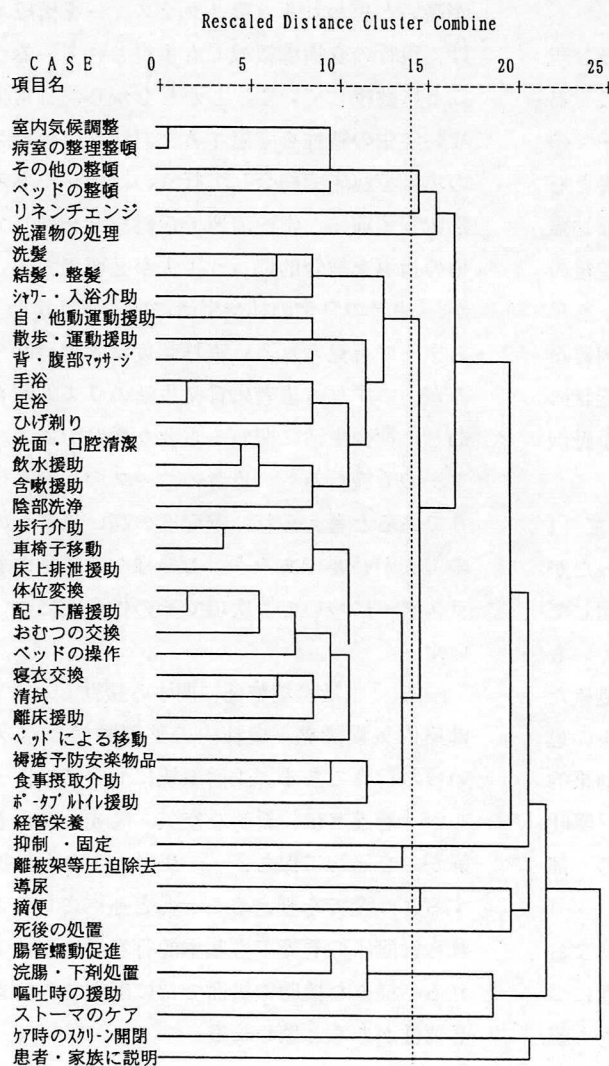 Rescaled Distance Cluster Combine
C A S E 0 5 10 15 20 25
項目名
室内気候調整
病室の整理整頓
その他の整頓
ベッドの整頓
リネンチェンジ
洗濯物の処理
洗髪
結髪・整髪
シャワー・入浴介助
自・他動運動援助
散歩・運動援助
背・腹部マッサージ
手浴
足浴
ひげ剃り
洗面・口腔清潔
飲水援助
含嗽援助
陰部洗浄
歩行介助
車椅子移動
床上排泄援助
体位変換
配・下膳援助
おむつの交換
ベッドの操作
寝衣交換
清拭
離床援助
ベッドによる移動
褥瘡予防安楽物品
食事摂取介助
ポータブルトイレ援助
経管栄養
抑制・固定
離被架等圧迫除去
導尿
摘便
死後の処置
腸管蠕動促進
浣腸・下剤処置
嘔吐時の援助
ストーマのケア
ケア時のスクリーン開閉
患者・家族に説明